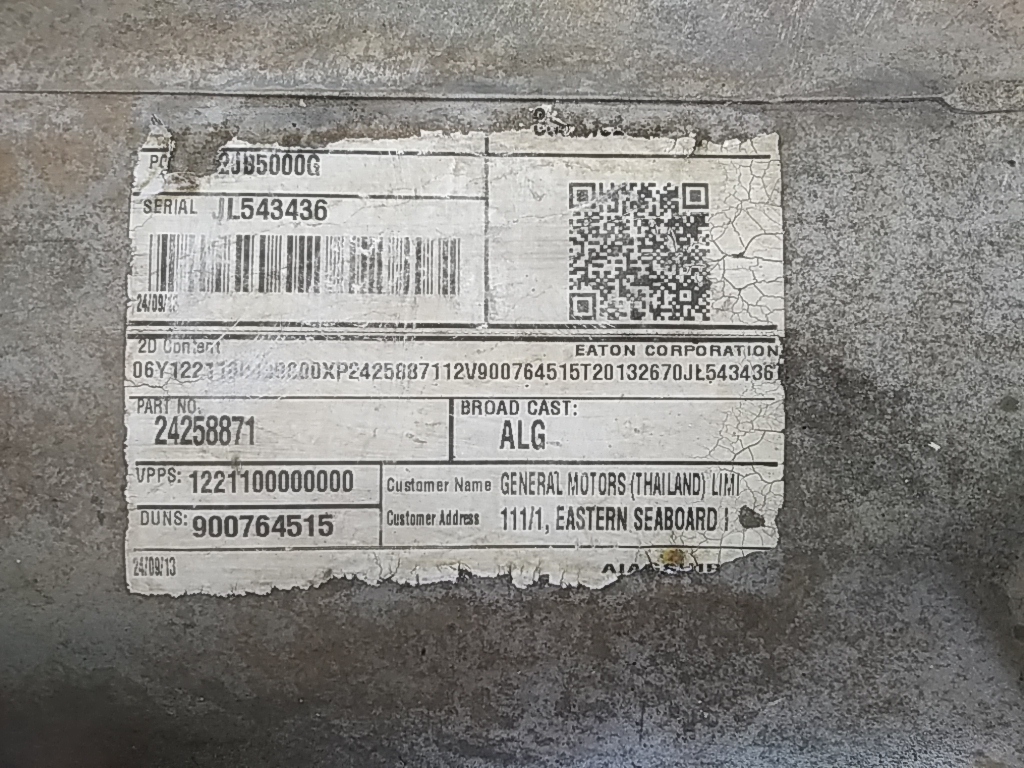 SERIAL JL543436
24/09/13
2D Content
EATON CORPORATION
PART NO.
24258871
BROAD CAST:
ALG
VPPS: 1221100000000
Customer Name GENERAL MOTORS (THAILAND) LIMI
DUNS: 900764515
Customer Address 111/1, EASTERN SEABOARD I
24/09/13